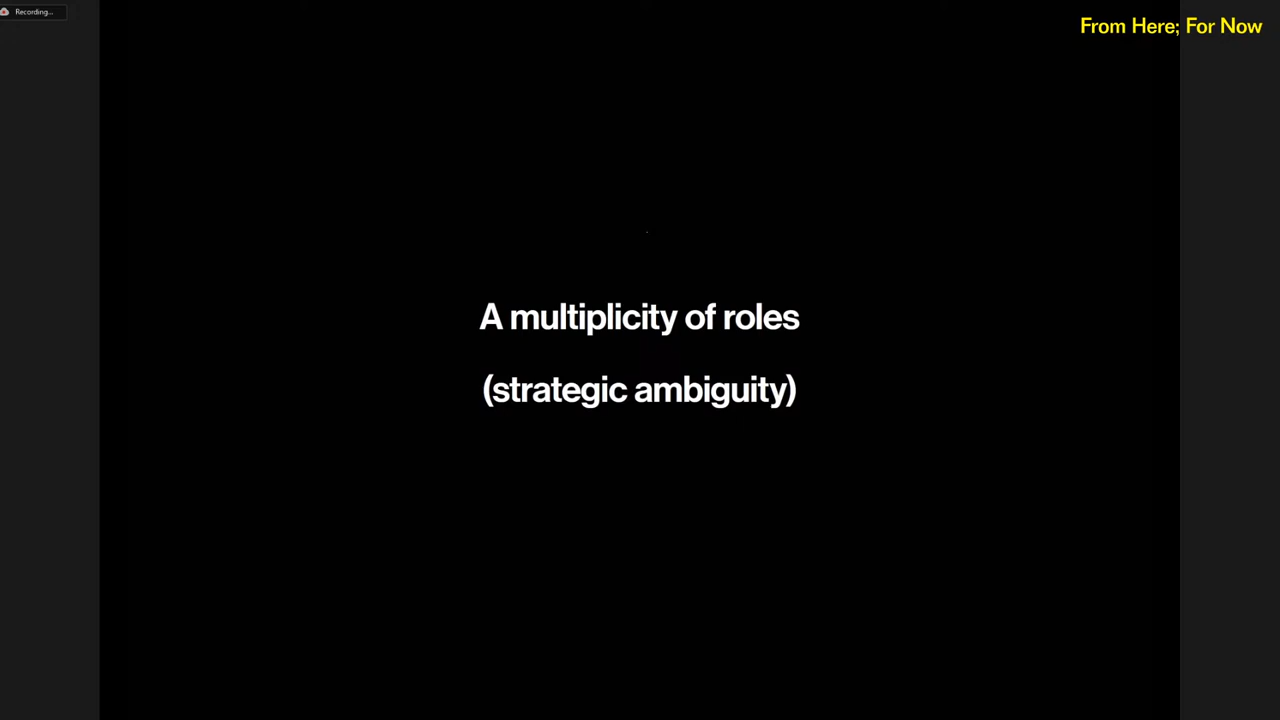 Recording...
From Here; For Now
A multiplicity of roles
(strategic ambiguity)